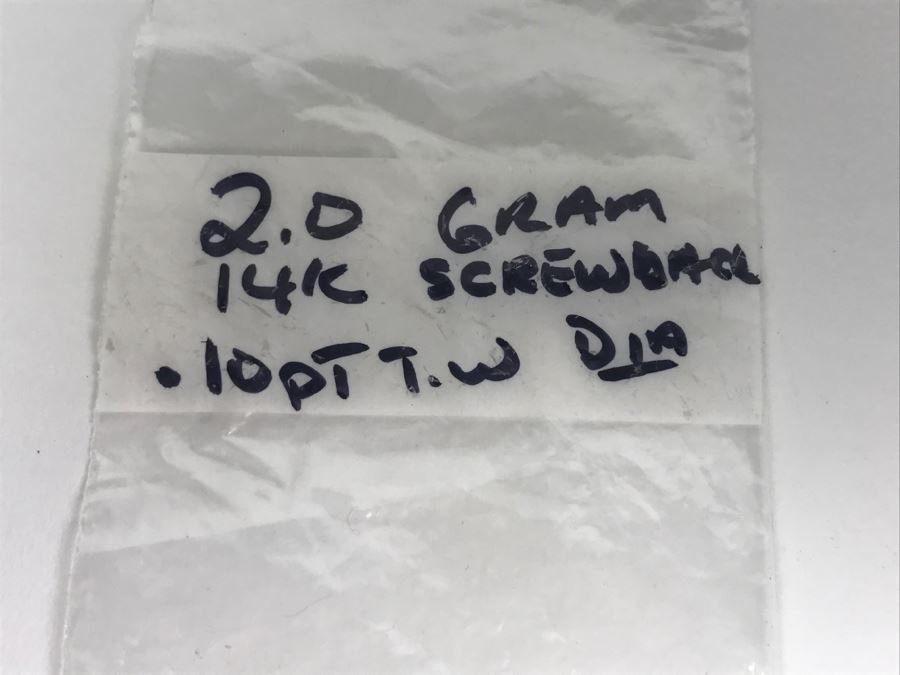 2.0 GRAM
14K SCREWBACK
.10pT T.W DIA